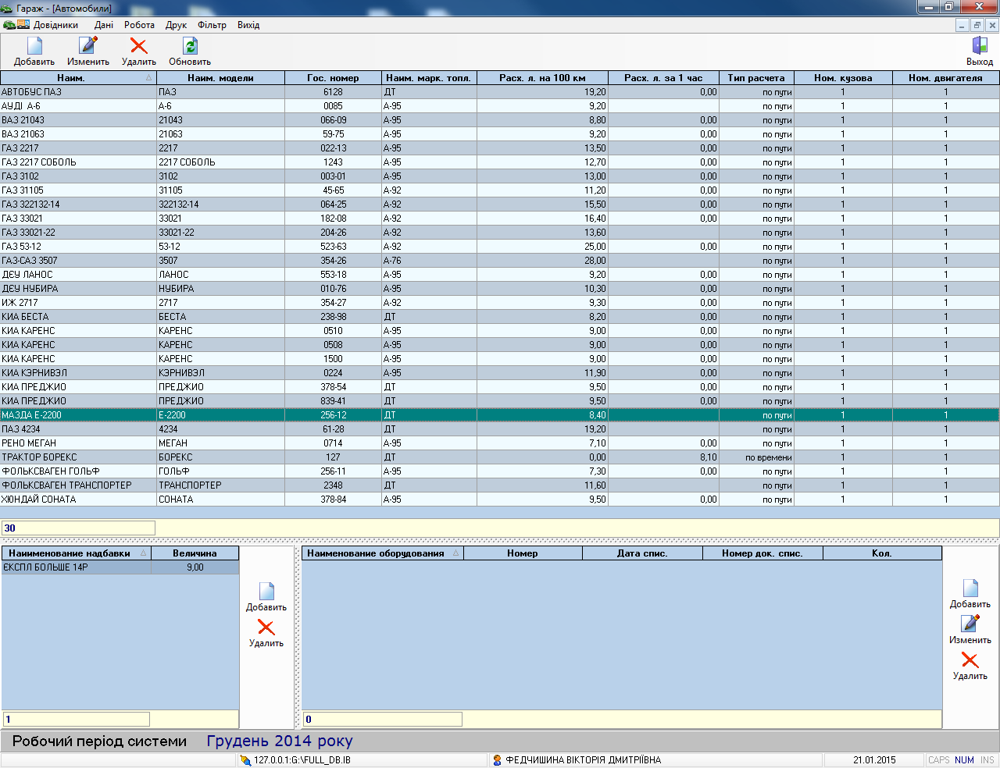 Гараж - [Автомобили]
Довідники Дані Робота Друк Фільтр Вихід
Добавить Изменить Удалить Обновить Выход
Наим. Наим. модели Гос. номер Наим. марк. топл. Расх. л. на 100 км Расх. л. за 1 час Тип расчета Ном. кузова Ном. двигателя
АВТОБУС ПАЗ ПАЗ 6128 ДТ 19,20 0,00 по пути 1 1
АУДІ А-6 А-6 0085 А-95 9,20 по пути 1 1
ВАЗ 21043 21043 066-09 А-95 8,80 0,00 по пути 1 1
ВАЗ 21063 21063 59-75 А-95 9,20 0,00 по пути 1 1
ГАЗ 2217 2217 022-13 А-95 13,50 0,00 по пути 1 1
ГАЗ 2217 СОБОЛЬ 2217 СОБОЛЬ 1243 А-95 12,70 0,00 по пути 1 1
ГАЗ 3102 3102 003-01 А-95 13,00 0,00 по пути 1 1
ГАЗ 31105 31105 45-65 А-92 11,20 0,00 по пути 1 1
ГАЗ 322132-14 322132-14 064-25 А-92 15,50 0,00 по пути 1 1
ГАЗ 33021 33021 182-08 А-92 16,40 0,00 по пути 1 1
ГАЗ 33021-22 33021-22 204-26 А-92 13,60 по пути 1 1
ГАЗ 53-12 53-12 523-63 А-92 25,00 0,00 по пути 1 1
ГАЗ-САЗ 3507 3507 354-26 А-76 28,00 по пути 1 1
ДЕУ ЛАНОС ЛАНОС 553-18 А-95 9,20 0,00 по пути 1 1
ДЕУ НУБИРА НУБИРА 010-76 А-95 10,30 0,00 по пути 1 1
ИЖ 2717 2717 354-27 А-92 9,30 0,00 по пути 1 1
КИА БЕСТА БЕСТА 238-98 ДТ 8,20 0,00 по пути 1 1
КИА КАРЕНС КАРЕНС 0510 А-95 9,00 0,00 по пути 1 1
КИА КАРЕНС КАРЕНС 0508 А-95 9,00 0,00 по пути 1 1
КИА КАРЕНС КАРЕНС 1500 А-95 9,00 0,00 по пути 1 1
КИА КЭРНИВЭЛ КЭРНИВЭЛ 0224 А-95 11,90 0,00 по пути 1 1
КИА ПРЕДЖИО ПРЕДЖИО 378-54 ДТ 9,50 0,00 по пути 1 1
КИА ПРЕДЖИО ПРЕДЖИО 839-41 ДТ 9,50 0,00 по пути 1 1
МАЗДА Е-2200 Е-2200 256-12 ДТ 8,40 по пути 1 1
ПАЗ 4234 4234 61-28 ДТ 19,20 по пути 1 1
РЕНО МЕГАН МЕГАН 0714 А-95 7,10 0,00 по пути 1 1
ТРАКТОР БОРЕКС БОРЕКС 127 ДТ 0,00 8,10 по времени 1 1
ФОЛЬКСВАГЕН ГОЛЬФ ГОЛЬФ 256-11 А-95 7,30 0,00 по пути 1 1
ФОЛЬКСВАГЕН ТРАНСПОРТЕР ТРАНСПОРТЕР 2348 ДТ 11,60 по пути 1 1
ХЮНДАЙ СОНАТА СОНАТА 378-84 А-95 9,50 0,00 по пути 1 1
30
Наиименование надбавки Величина
ЄКСПЛ БОЛЬШЕ 14Р 9,00
Добавить
Удалить
1
Наименование оборудования Номер Дата спис. Номер док. спис. Кол.
Добавить
Изменить
Удалить
0
Робочий період системи Грудень 2014 року
127.0.0.1:G:\FULL_DB.IB ФЕДЧИШИНА ВІКТОРІЯ ДМИТРІЇВНА 21.01.2015 CAPS NUM INS